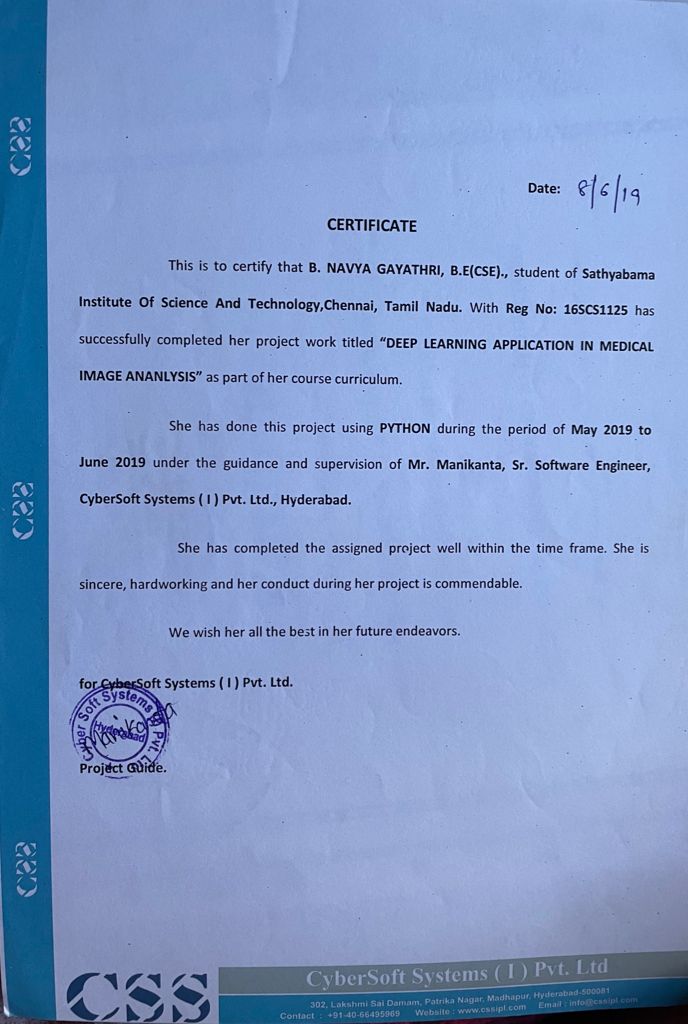 Date: 8/6/19
CERTIFICATE
This is to certify that B. NAVYA GAYATHRI, B.E(CSE)., student of Sathyabama
Institute Of Science And Technology,Chennai, Tamil Nadu. With Reg No: 16SCS1125 has
successfully completed her project work titled “DEEP LEARNING APPLICATION IN MEDICAL
IMAGE ANANLYSIS” as part of her course curriculum.
She has done this project using PYTHON during the period of May 2019 to
June 2019 under the guidance and supervision of Mr. Manikanta, Sr. Software Engineer,
CyberSoft Systems ( I ) Pvt. Ltd., Hyderabad.
She has completed the assigned project well within the time frame. She is
sincere, hardworking and her conduct during her project is commendable.
We wish her all the best in her future endeavors.
for CyberSoft Systems ( I ) Pvt. Ltd.
Cyber Soft Systems (I) Pvt. Ltd.
Hyderabad
Manikanta
Project Guide.
CSS
CSS
CSS
CSS
CyberSoft Systems ( I ) Pvt. Ltd
302, Lakshmi Sai Damam, Patrika Nagar, Madhapur, Hyderabad-500081
Contact : +91-40-66495969 Website : www.cssipl.com Email : info@cssipl.com